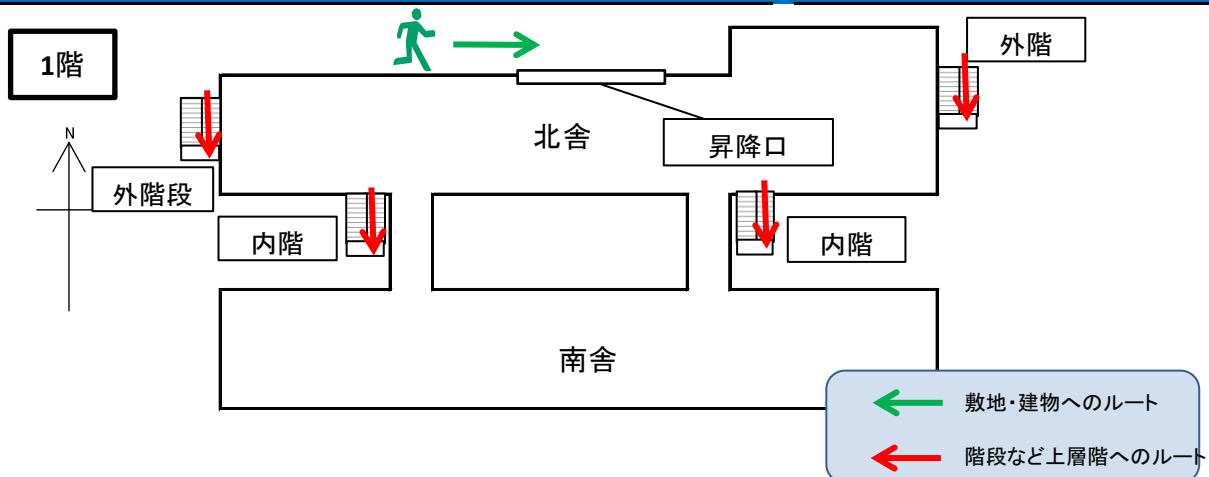 1階
外階
N
北舎
昇降口
外階段
内階
内階
南舎
敷地・建物へのルート
階段など上層階へのルート